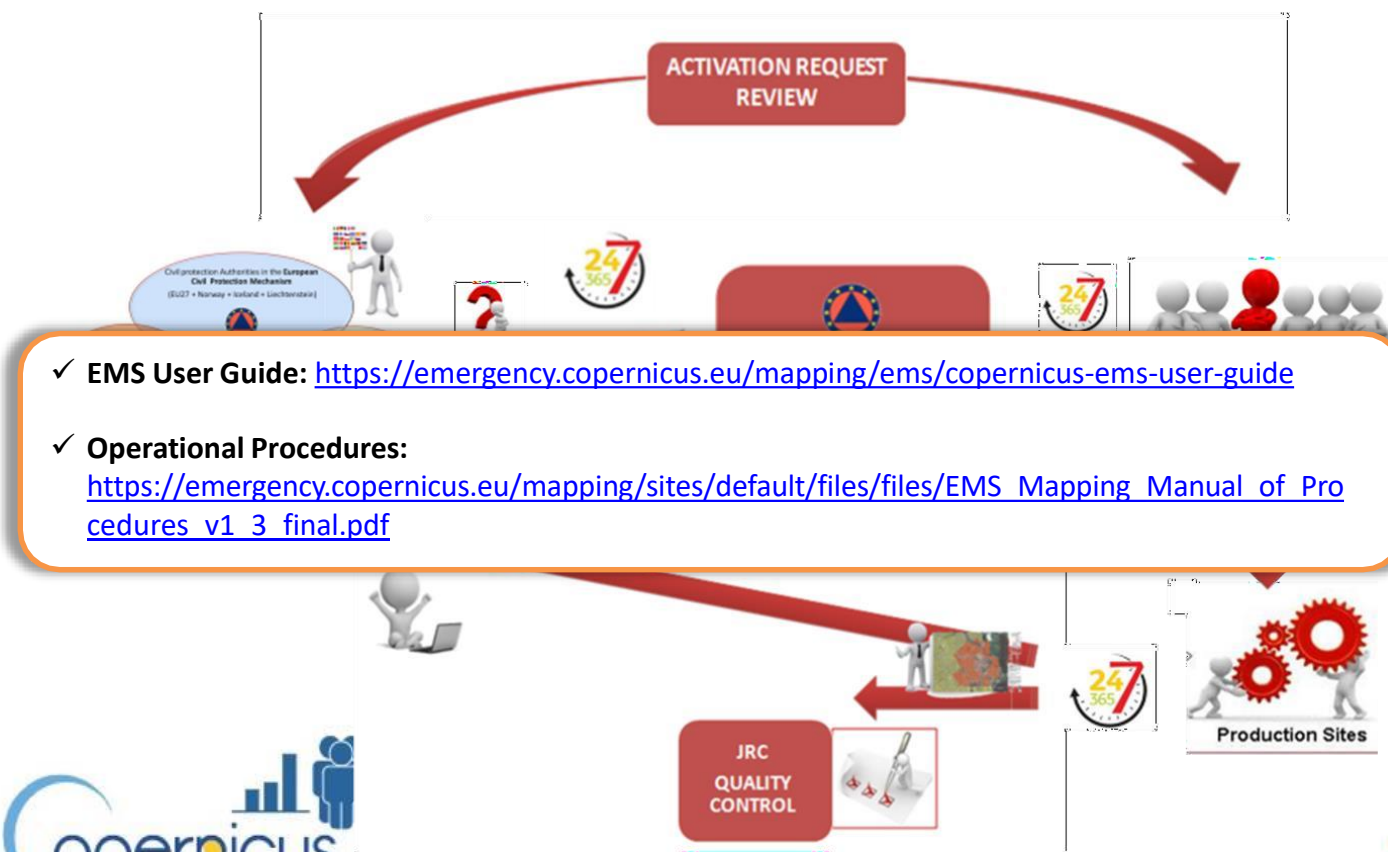 ACTIVATION REQUEST
REVIEW
Civil protection Authorities in the European
Civil Protection Mechanism
(EU27 + Norway + Iceland + Liechtenstein)
24 7
365
24 7
365
✓ EMS User Guide: https://emergency.copernicus.eu/mapping/ems/copernicus-ems-user-guide
✓ Operational Procedures:
https://emergency.copernicus.eu/mapping/sites/default/files/files/EMS_Mapping_Manual_of_Pro
cedures_v1_3_final.pdf
24 7
365
Production Sites
JRC
QUALITY
CONTROL
opernicus